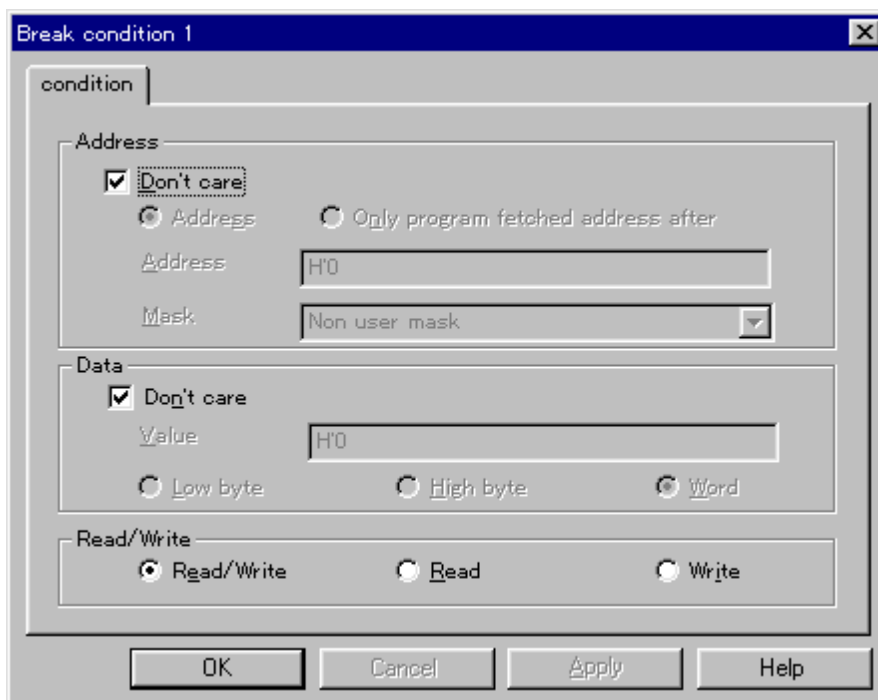 Break condition 1
condition
Address
Don't care
Address Only program fetched address after
Address H'0
Mask Non user mask
Data
Don't care
Value H'0
Low byte High byte Word
Read/Write
Read/Write Read Write
OK Cancel Apply Help